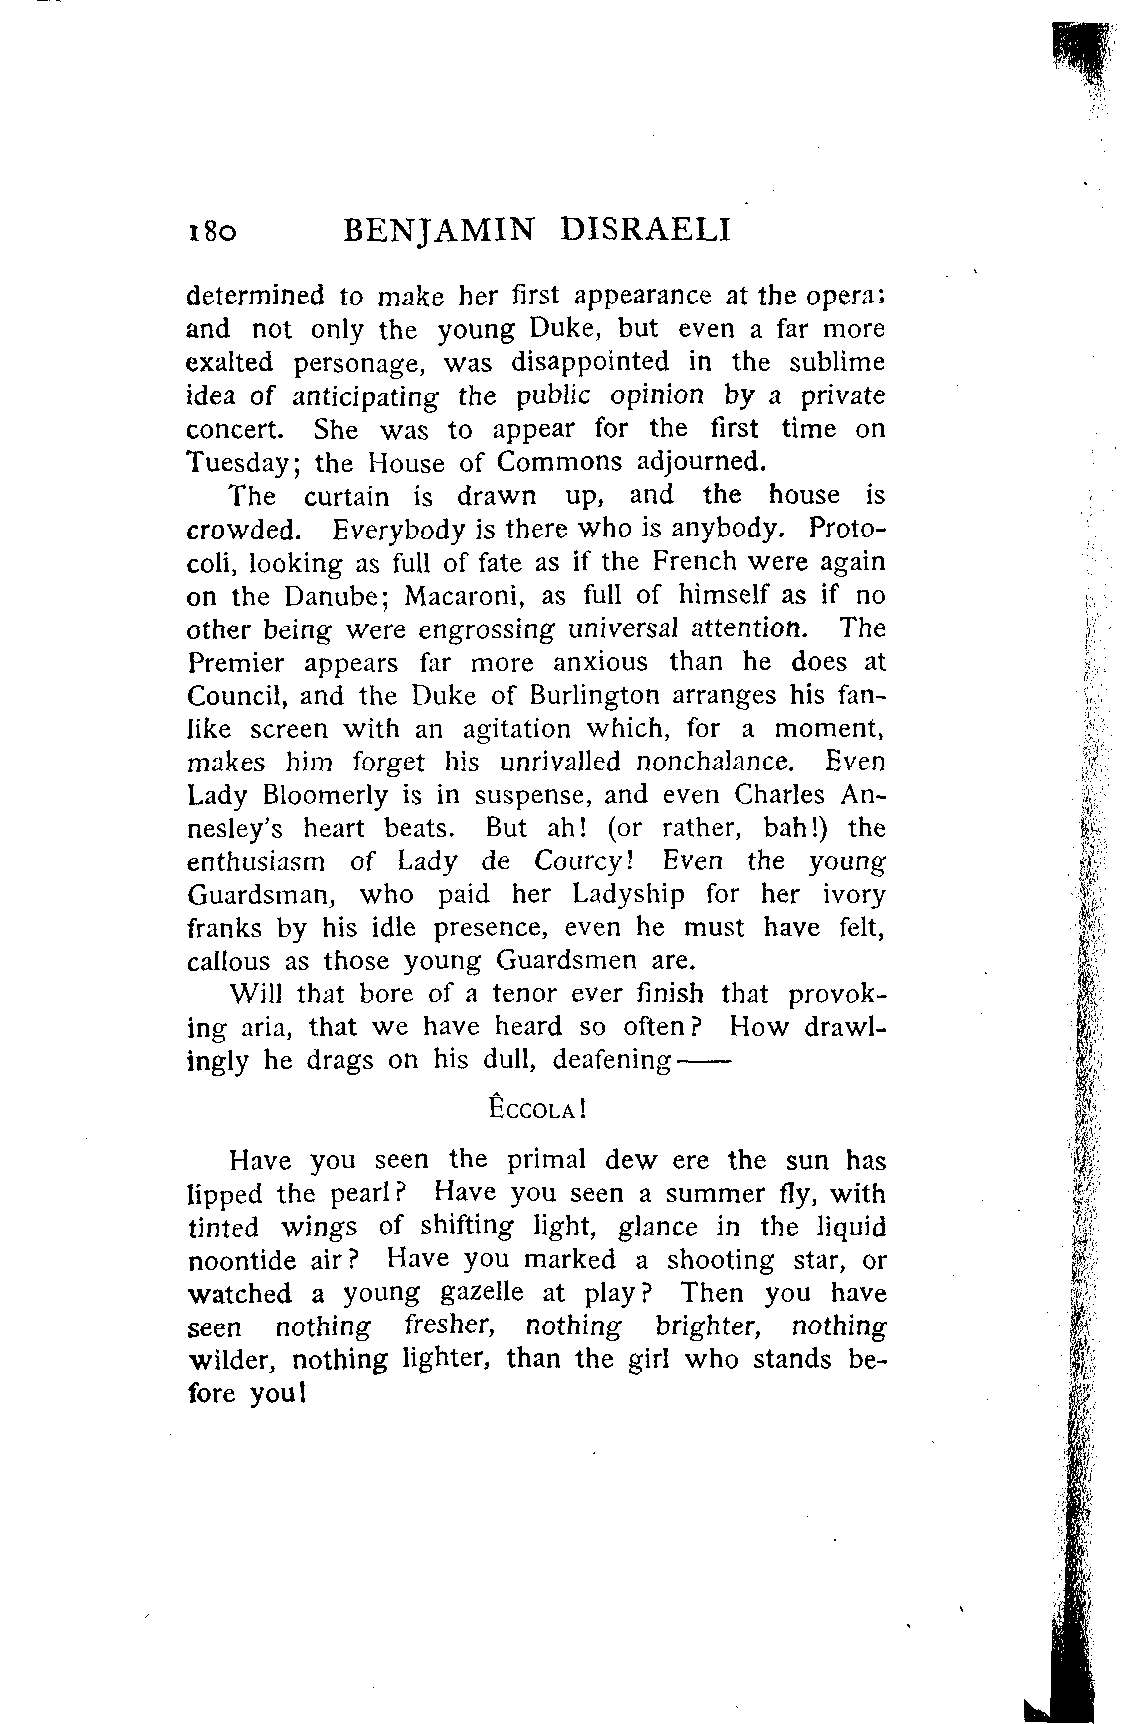 180 BENJAMIN DISRAELI
determined to make her first appearance at the opera;
and not only the young Duke, but even a far more
exalted personage, was disappointed in the sublime
idea of anticipating the public opinion by a private
concert. She was to appear for the first time on
Tuesday; the House of Commons adjourned.
The curtain is drawn up, and the house is
crowded. Everybody is there who is anybody. Proto-
coli, looking as full of fate as if the French were again
on the Danube; Macaroni, as full of himself as if no
other being were engrossing universal attention. The
Premier appears far more anxious than he does at
Council, and the Duke of Burlington arranges his fan-
like screen with an agitation which, for a moment,
makes him forget his unrivalled nonchalance. Even
Lady Bloomerly is in suspense, and even Charles An-
nesley's heart beats. But ah! (or rather, bah!) the
enthusiasm of Lady de Courcy! Even the young
Guardsman, who paid her Ladyship for her ivory
franks by his idle presence, even he must have felt,
callous as those young Guardsmen are.
Will that bore of a tenor ever finish that provok-
ing aria, that we have heard so often? How drawl-
ingly he drags on his dull, deafening——
ÊCCOLA!
Have you seen the primal dew ere the sun has
lipped the pearl? Have you seen a summer fly, with
tinted wings of shifting light, glance in the liquid
noontide air? Have you marked a shooting star, or
watched a young gazelle at play? Then you have
seen nothing fresher, nothing brighter, nothing
wilder, nothing lighter, than the girl who stands be-
fore you!